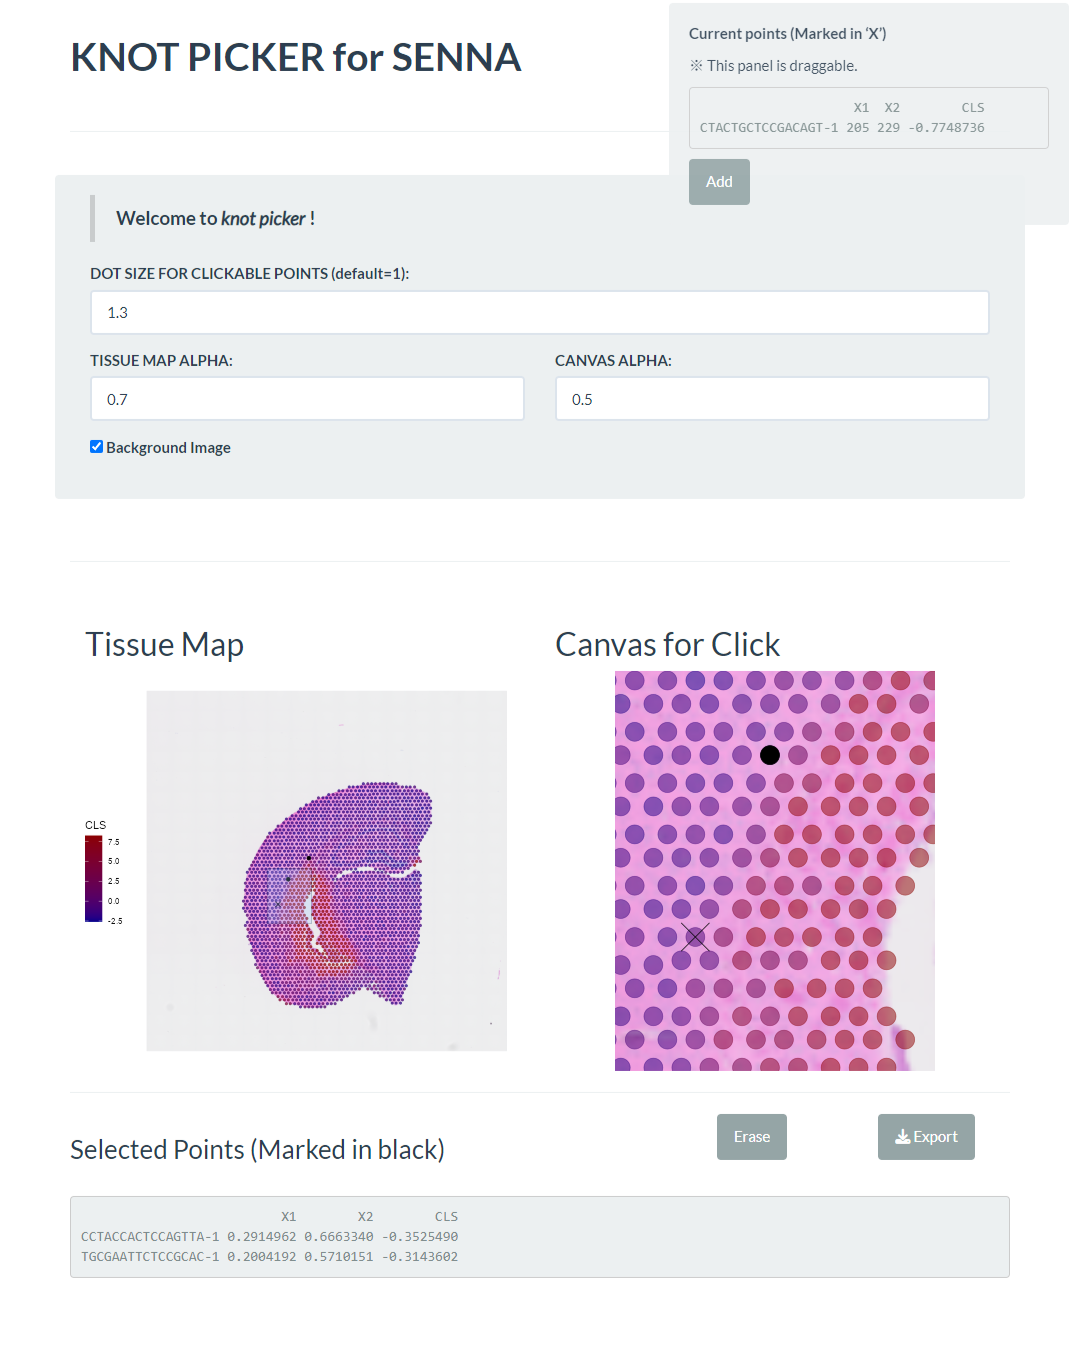 KNOT PICKER for SENNA
Current points (Marked in ‘X’)
※ This panel is draggable.
X1 X2 CLS
CTACTGCTCCGACAGT-1 205 229 -0.7748736
Add
Welcome to knot picker !
DOT SIZE FOR CLICKABLE POINTS (default=1):
1.3
TISSUE MAP ALPHA:
CANVAS ALPHA:
0.7
0.5
Background Image
Tissue Map
Canvas for Click
CLS
7.5
5.0
2.5
0.0
-2.5
Selected Points (Marked in black)
Erase
Export
X1 X2 CLS
CCTACCACTCCAGTTA-1 0.2914962 0.6663340 -0.3525490
TGCGAATTCTCCGCAC-1 0.2004192 0.5710151 -0.3143602